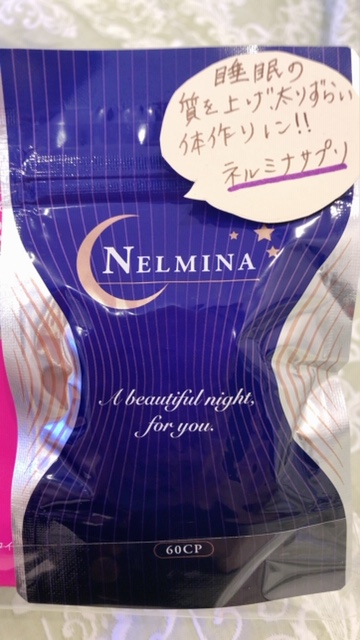 睡眠の
質を上げ太りずらい
体作りに!!
ネルミナサプリ
NELMINA
A beautiful night,
for you.
60CP